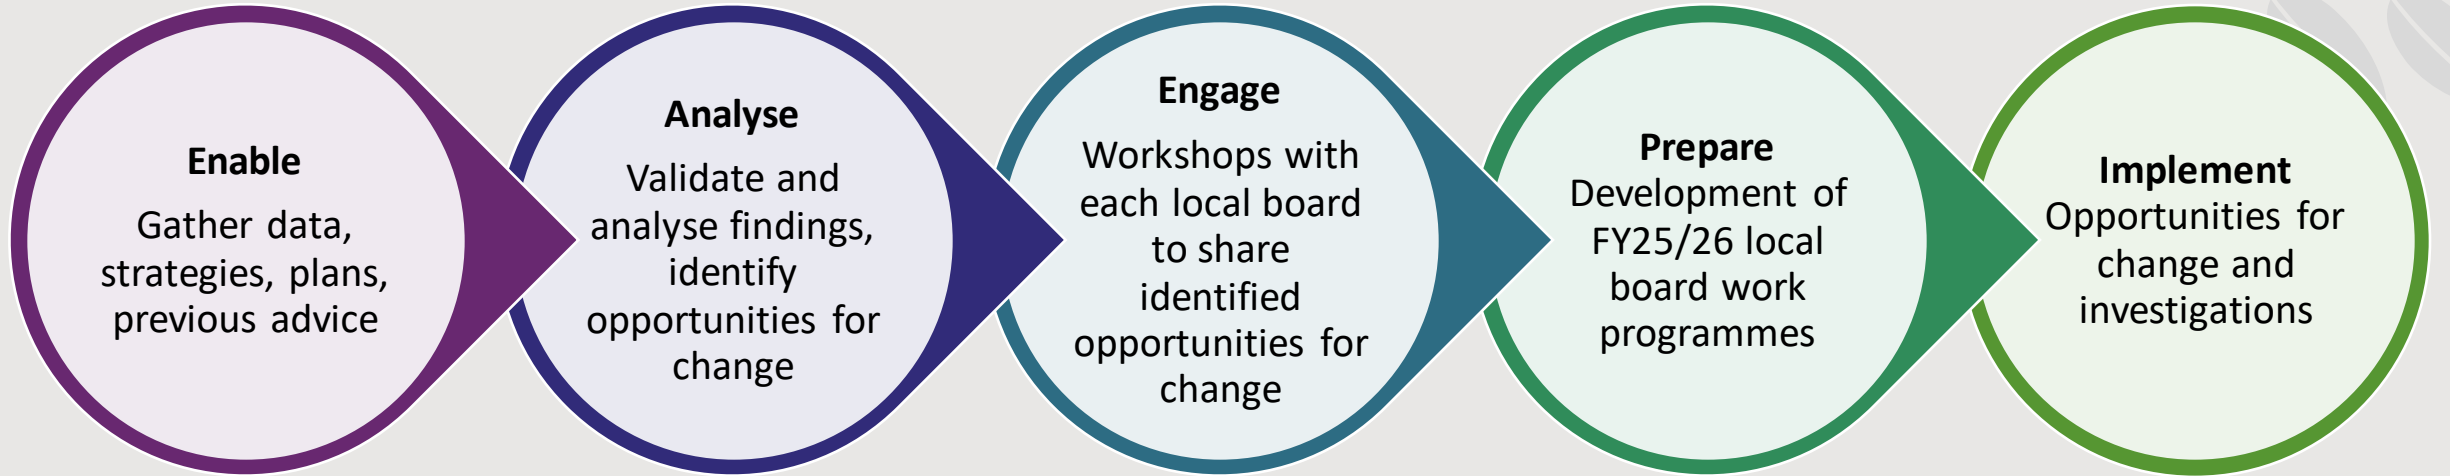 Enable
Gather data,
strategies, plans,
previous advice
Analyse
Validate and
analyse findings,
identify
opportunities for
change
Engage
Workshops with
each local board
to share
identified
opportunities for
change
Prepare
Development of
FY25/26 local
board work
programmes
Implement
Opportunities for
change and
investigations